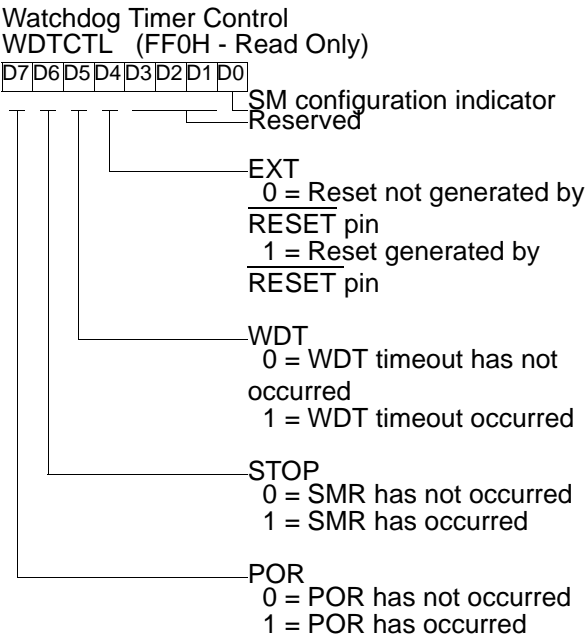 Watchdog Timer Control
WDTCTL (FF0H - Read Only)
D7 D6 D5 D4 D3 D2 D1 D0
SM configuration indicator
Reserved
EXT
0 = Reset not generated by
RESET pin
1 = Reset generated by
RESET pin
WDT
0 = WDT timeout has not
occurred
1 = WDT timeout occurred
STOP
0 = SMR has not occurred
1 = SMR has occurred
POR
0 = POR has not occurred
1 = POR has occurred